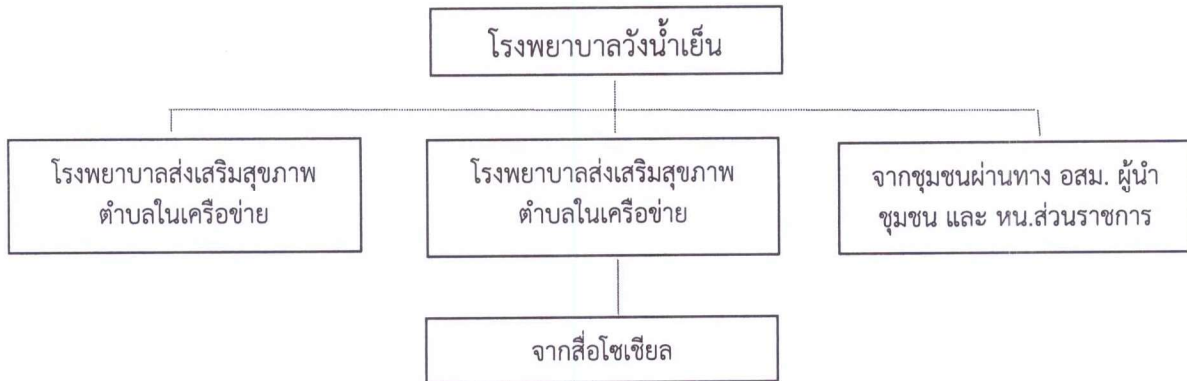 โรงพยาบาลวังน้ำเย็น
โรงพยาบาลส่งเสริมสุขภาพ
ตำบลในเครือข่าย
โรงพยาบาลส่งเสริมสุขภาพ
ตำบลในเครือข่าย
จากชุมชนผ่านทาง อสม. ผู้นำ
ชุมชน และ หน.ส่วนราชการ
จากสื่อโซเชียล